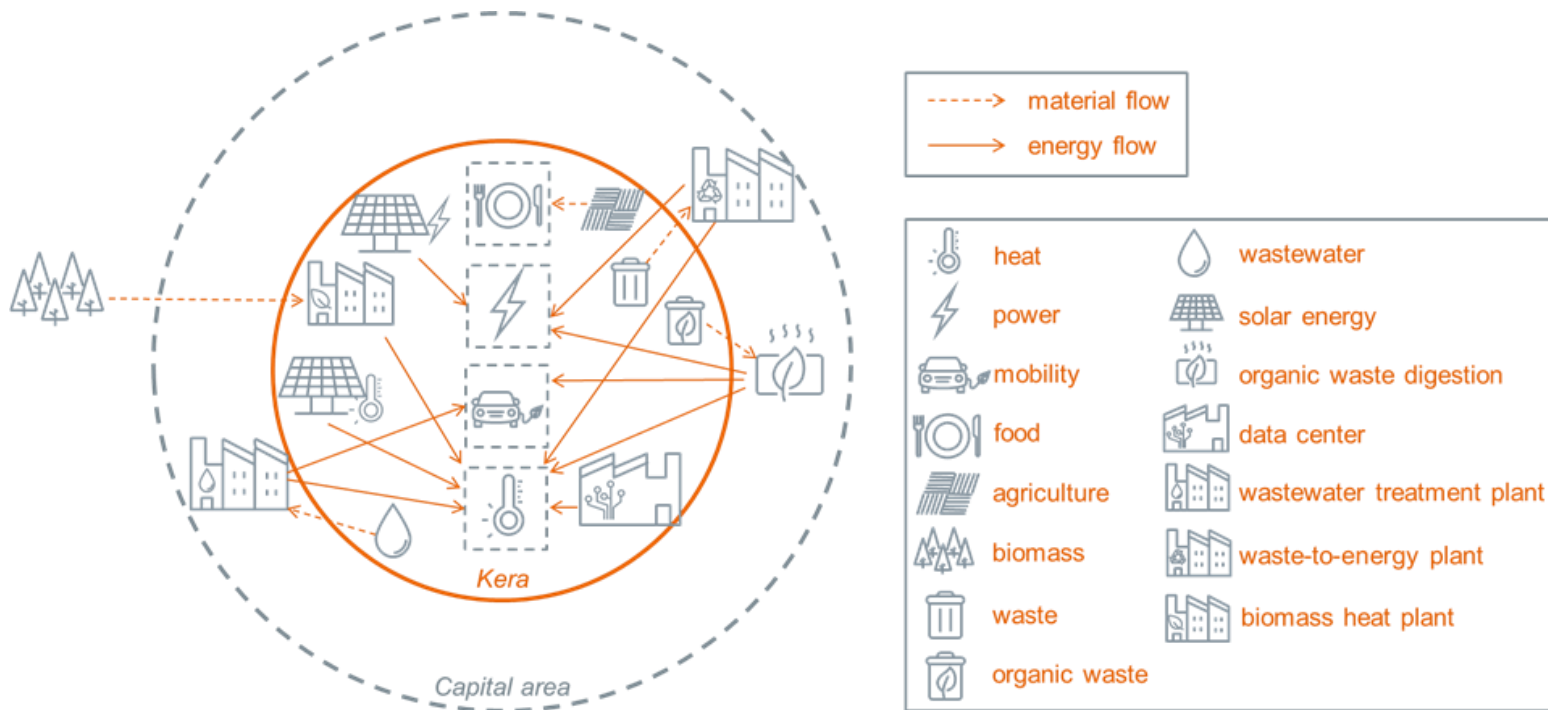 material flow
energy flow
Kera
Capital area
heat
wastewater
power
solar energy
mobility
organic waste digestion
food
data center
agriculture
wastewater treatment plant
biomass
waste-to-energy plant
waste
biomass heat plant
organic waste